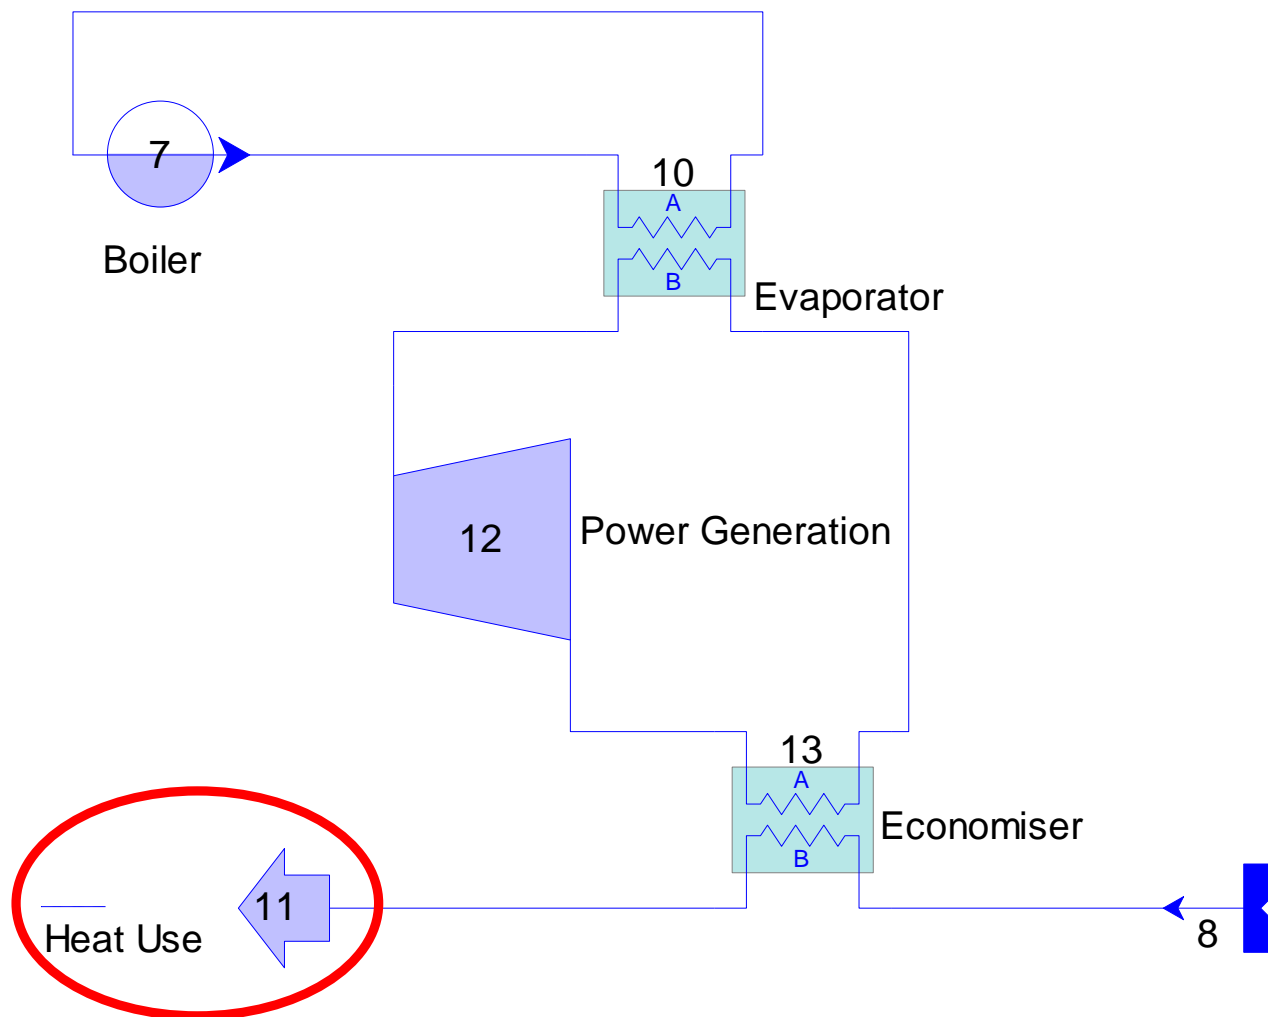 7
Boiler
10
A
B
Evaporator
12
Power Generation
13
A
B
Economiser
11
Heat Use
8